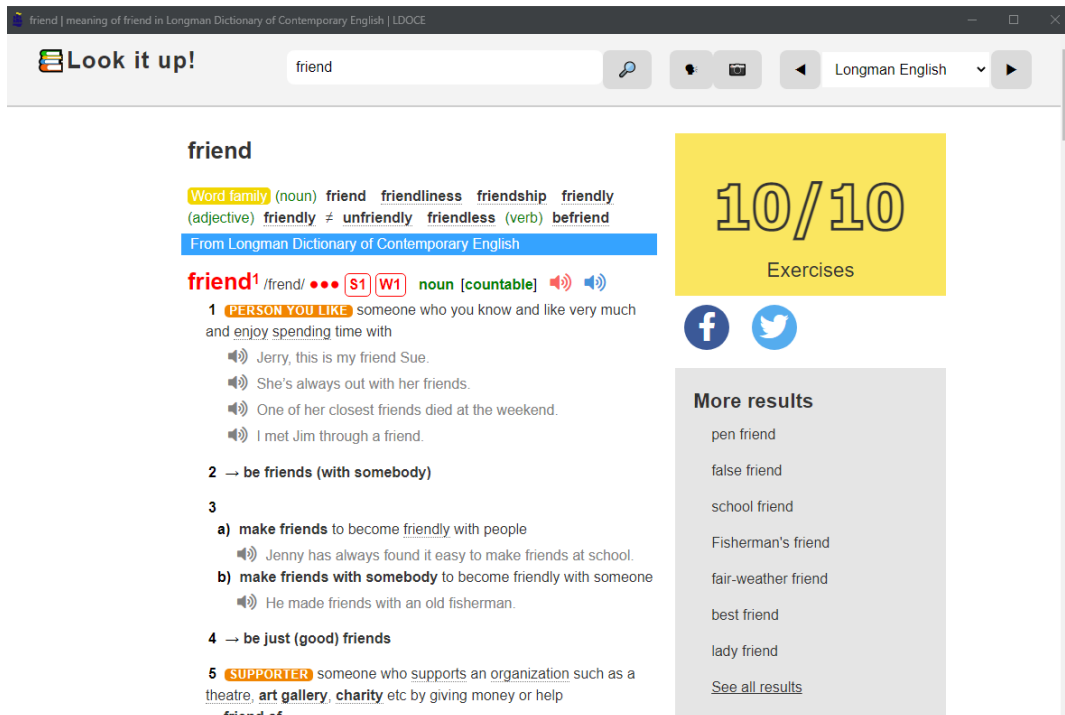 friend | meaning of friend in Longman Dictionary of Contemporary English | LDOCE
Look it up!
friend
Longman English
friend
Word family (noun) friend friendliness friendship friendly
(adjective) friendly ≠ unfriendly friendless (verb) befriend
From Longman Dictionary of Contemporary English
friend¹ /frend/ ●●● S1 W1 noun [countable]
1 PERSON YOU LIKE someone who you know and like very much
and enjoy spending time with
Jerry, this is my friend Sue.
She’s always out with her friends.
One of her closest friends died at the weekend.
I met Jim through a friend.
2 → be friends (with somebody)
3
a) make friends to become friendly with people
Jenny has always found it easy to make friends at school.
b) make friends with somebody to become friendly with someone
He made friends with an old fisherman.
4 → be just (good) friends
5 SUPPORTER someone who supports an organization such as a
theatre, art gallery, charity etc by giving money or help
friend of
10/10
Exercises
More results
pen friend
false friend
school friend
Fisherman's friend
fair-weather friend
best friend
lady friend
See all results